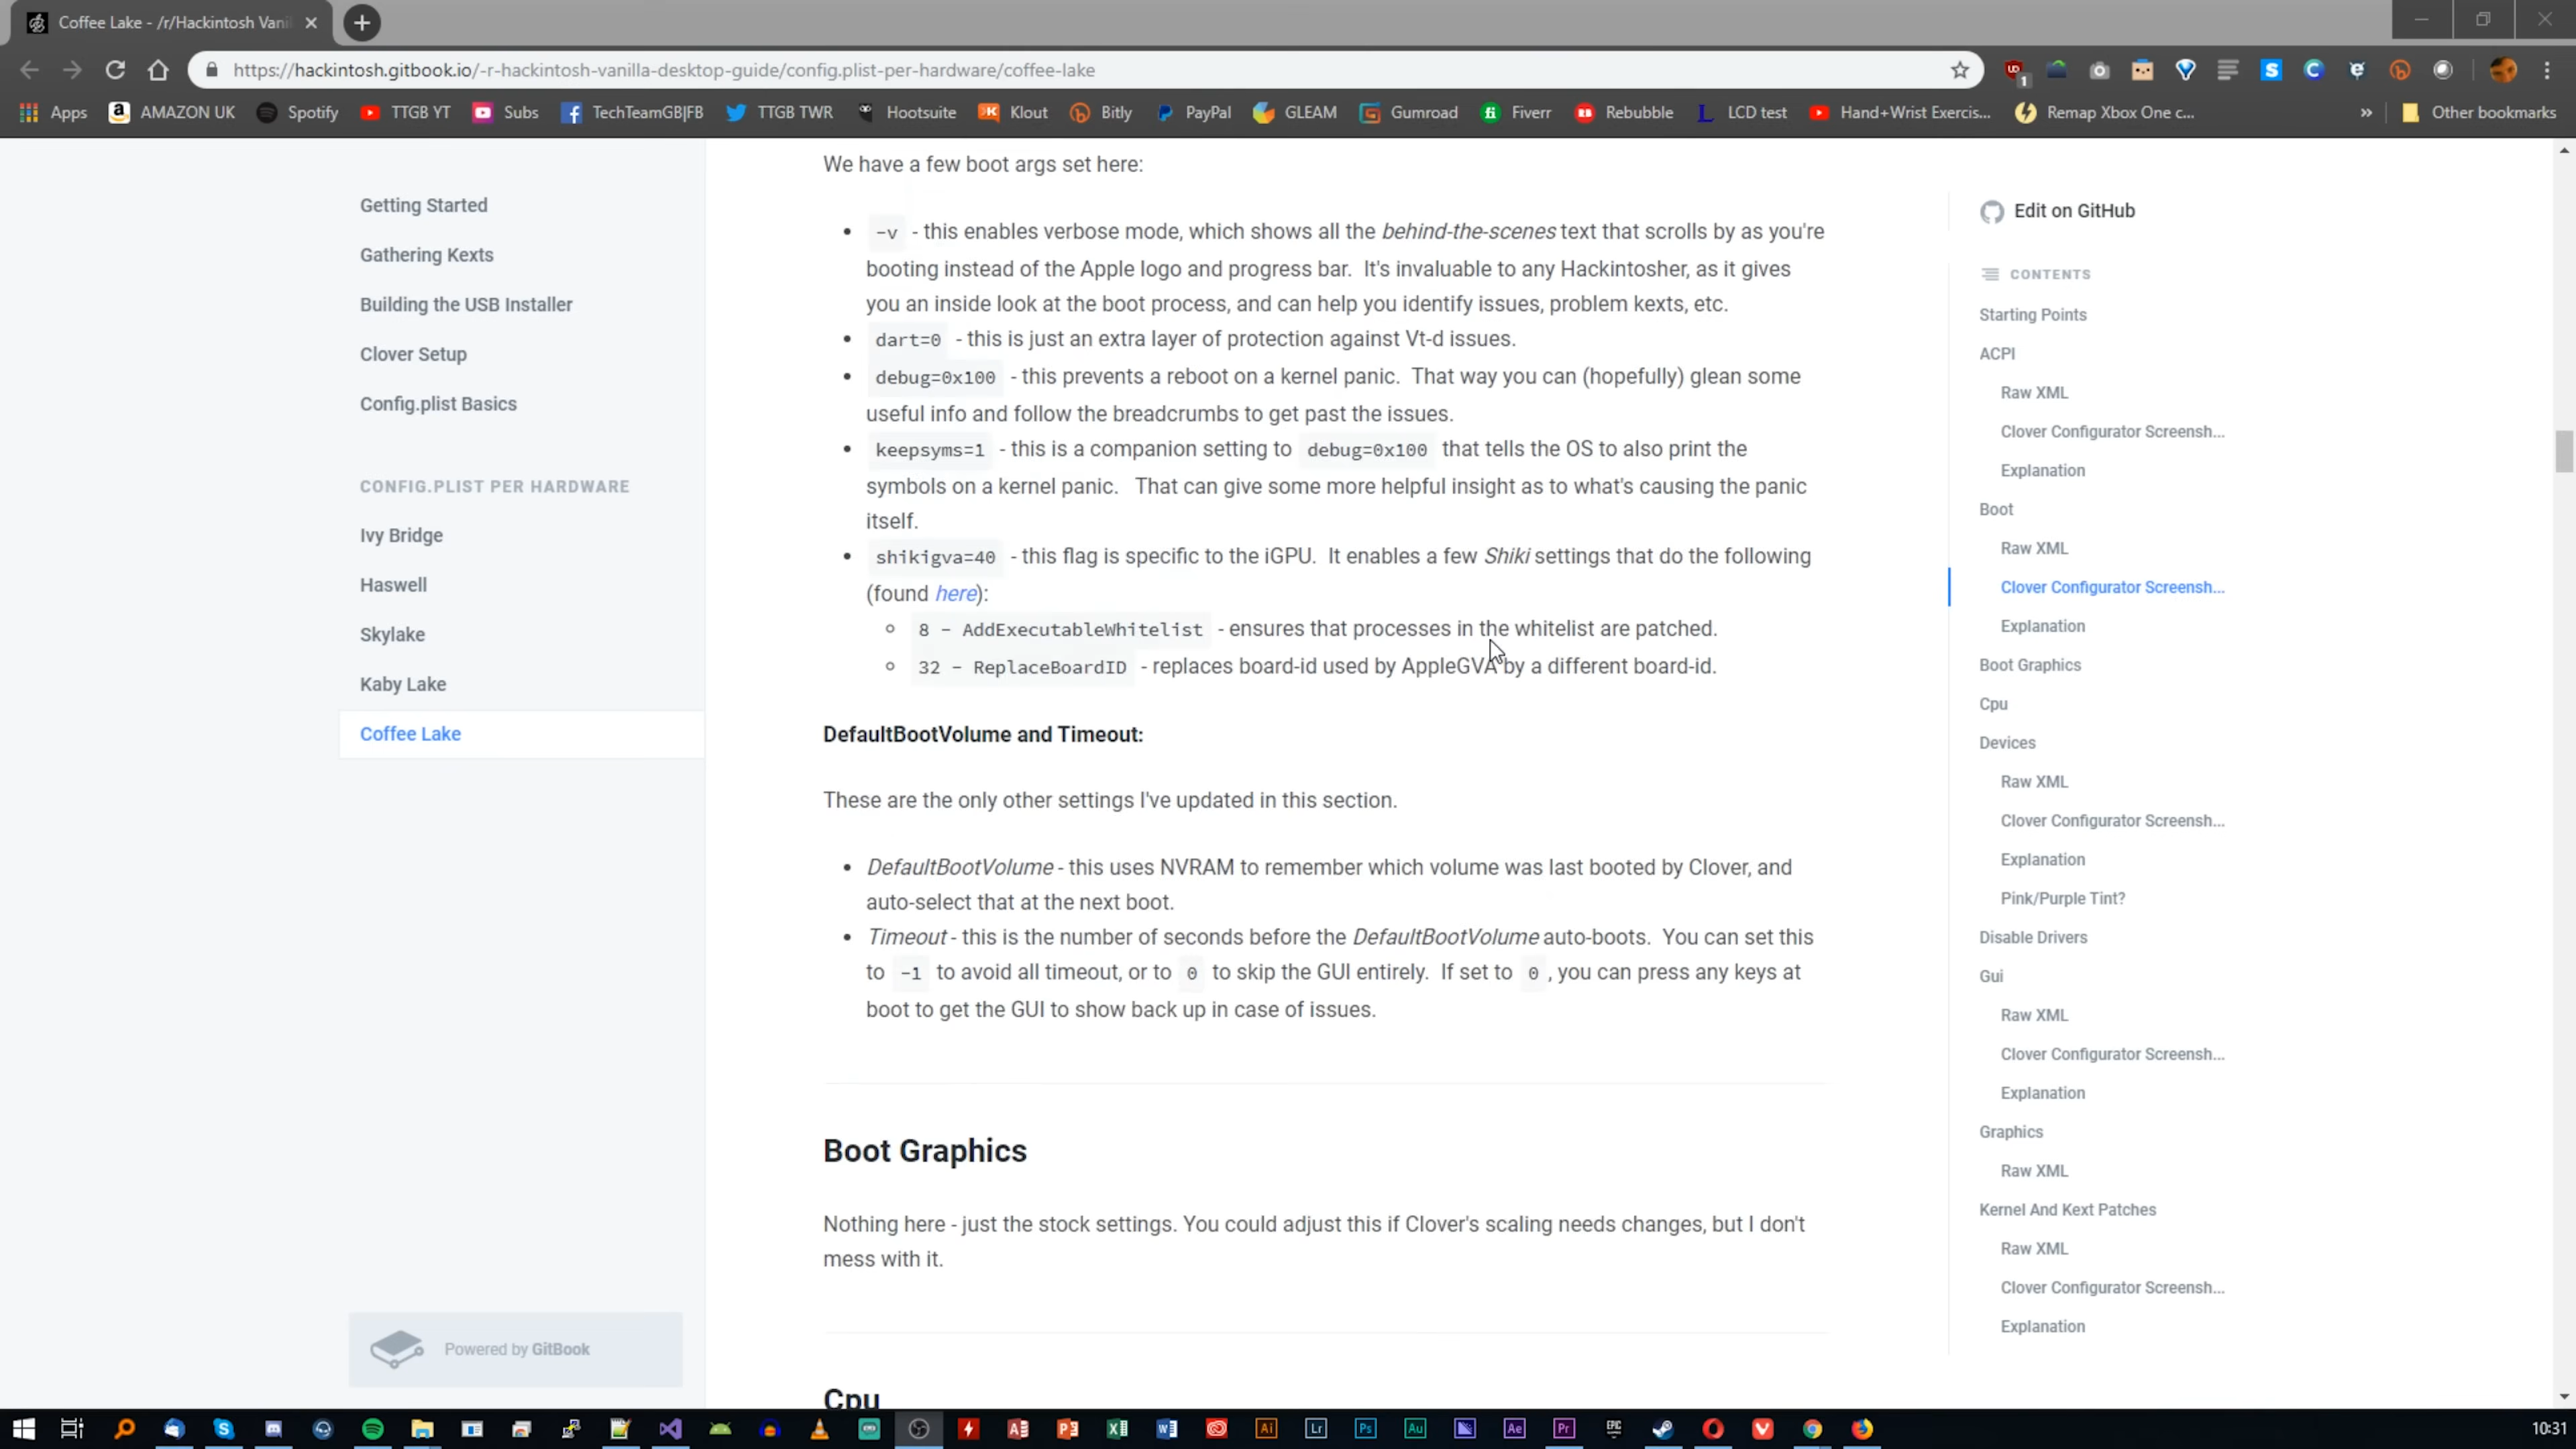 Coffee Lake - /r/Hackintosh Vani
https://hackintosh.gitbook.io/-r-hackintosh-vanilla-desktop-guide/config.plist-per-hardware/coffee-lake
1
Apps AMAZON UK Spotify TTGB YT Subs TechTeamGB|FB TTGB TWR Hootsuite Klout Bitly PayPal GLEAM Gumroad Fiverr Rebubble LCD test Hand+Wrist Exercis... Remap Xbox One c... » Other bookmarks
Getting Started
Gathering Kexts
Building the USB Installer
Clover Setup
Config.plist Basics
CONFIG.PLIST PER HARDWARE
Ivy Bridge
Haswell
Skylake
Kaby Lake
Coffee Lake
Powered by GitBook
We have a few boot args set here:
-v - this enables verbose mode, which shows all the behind-the-scenes text that scrolls by as you're
booting instead of the Apple logo and progress bar. It's invaluable to any Hackintosher, as it gives
you an inside look at the boot process, and can help you identify issues, problem kexts, etc.
dart=0 - this is just an extra layer of protection against Vt-d issues.
debug=0x100 - this prevents a reboot on a kernel panic. That way you can (hopefully) glean some
useful info and follow the breadcrumbs to get past the issues.
keepsyms=1 - this is a companion setting to debug=0x100 that tells the OS to also print the
symbols on a kernel panic. That can give some more helpful insight as to what's causing the panic
itself.
shikigva=40 - this flag is specific to the iGPU. It enables a few Shiki settings that do the following
(found here):
8 - AddExecutableWhitelist - ensures that processes in the whitelist are patched.
32 - ReplaceBoardID - replaces board-id used by AppleGVA by a different board-id.
DefaultBootVolume and Timeout:
These are the only other settings I've updated in this section.
DefaultBootVolume - this uses NVRAM to remember which volume was last booted by Clover, and
auto-select that at the next boot.
Timeout - this is the number of seconds before the DefaultBootVolume auto-boots. You can set this
to -1 to avoid all timeout, or to 0 to skip the GUI entirely. If set to 0, you can press any keys at
boot to get the GUI to show back up in case of issues.
Boot Graphics
Nothing here - just the stock settings. You could adjust this if Clover's scaling needs changes, but I don't
mess with it.
Cpu
Edit on GitHub
CONTENTS
Starting Points
ACPI
Raw XML
Clover Configurator Screensh...
Explanation
Boot
Raw XML
Clover Configurator Screensh...
Explanation
Boot Graphics
Cpu
Devices
Raw XML
Clover Configurator Screensh...
Explanation
Pink/Purple Tint?
Disable Drivers
Gui
Raw XML
Clover Configurator Screensh...
Explanation
Graphics
Raw XML
Kernel And Kext Patches
Raw XML
Clover Configurator Screensh...
Explanation
Ai Lr Ps Au Ae Pr EPIC
10:31